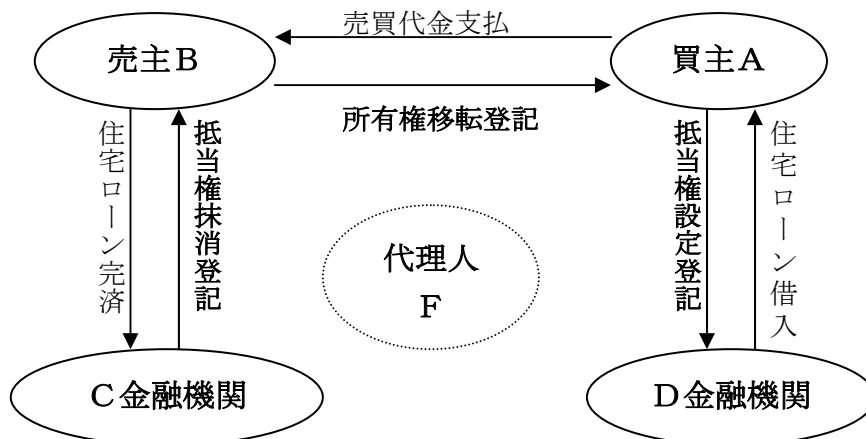 売買代金支払
売主B
買主A
所有権移転登記
住宅ローン完済
抵当権抹消登記
代理人
F
抵当権設定登記
住宅ローン借入
C金融機関
D金融機関